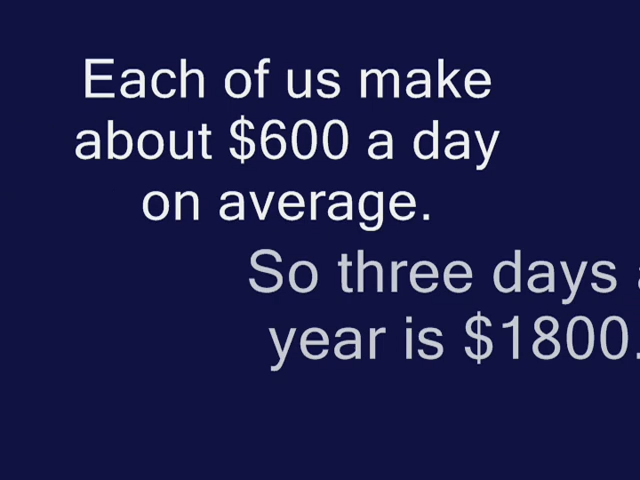 Each of us make
about $600 a day
on average.
So three days
year is $1800.